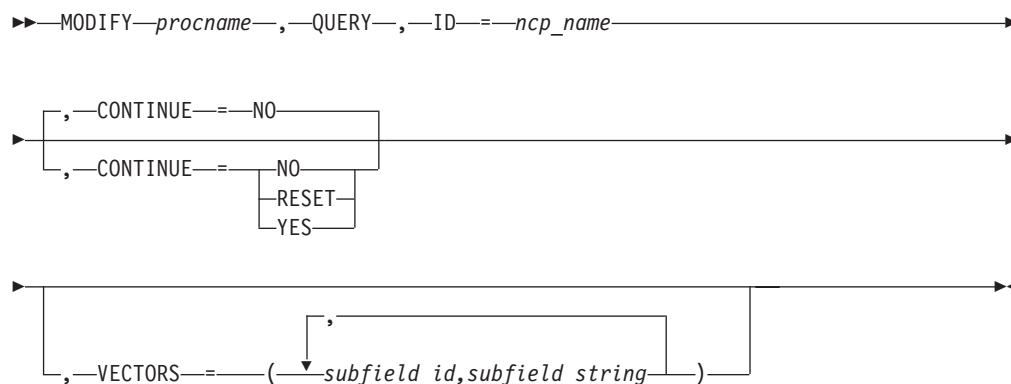 MODIFY procname , QUERY , ID = ncp_name
, CONTINUE = NO
, CONTINUE = NO
RESET
YES
,
, VECTORS = ( subfield id,subfield string )